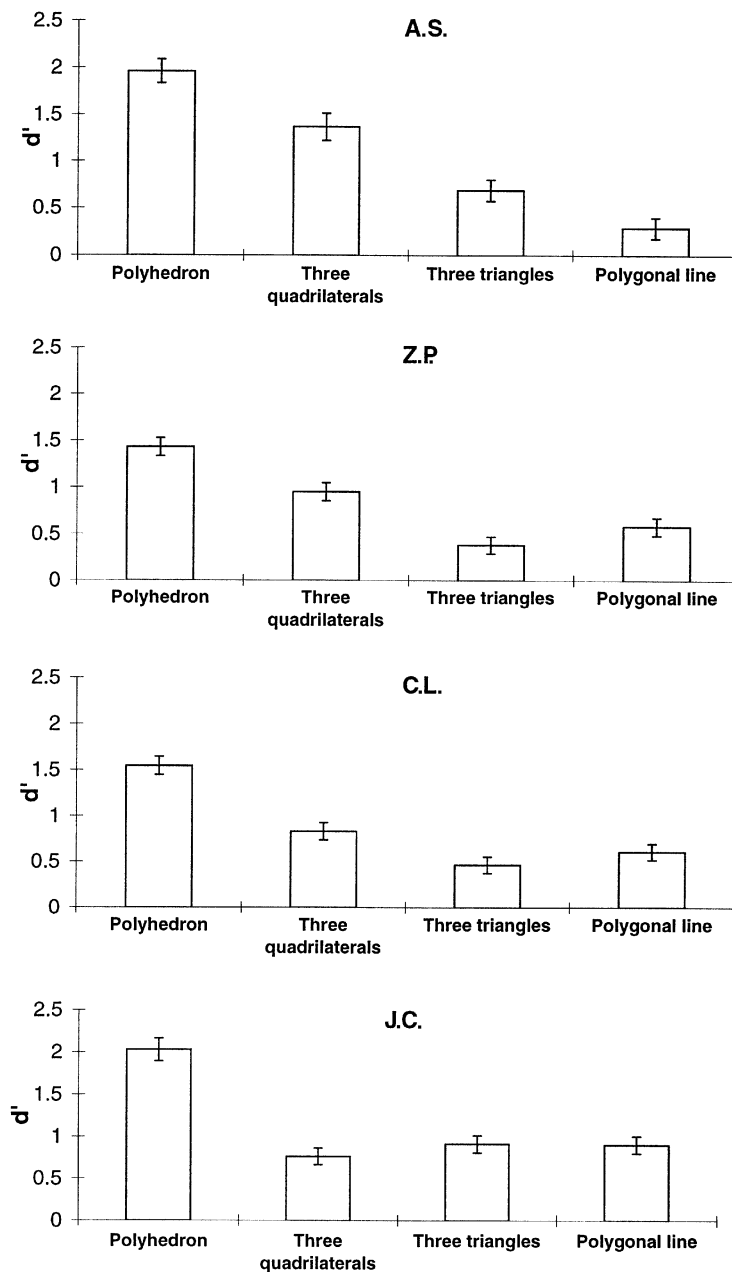 A.S.
2.5
2
1.5
1
0.5
0
d'
Polyhedron
Three
quadrilaterals
Three triangles
Polygonal line
Z.P.
2.5
2
1.5
1
0.5
0
d'
Polyhedron
Three
quadrilaterals
Three triangles
Polygonal line
C.L.
2.5
2
1.5
1
0.5
0
d'
Polyhedron
Three
quadrilaterals
Three triangles
Polygonal line
J.C.
2.5
2
1.5
1
0.5
0
d'
Polyhedron
Three
quadrilaterals
Three triangles
Polygonal line